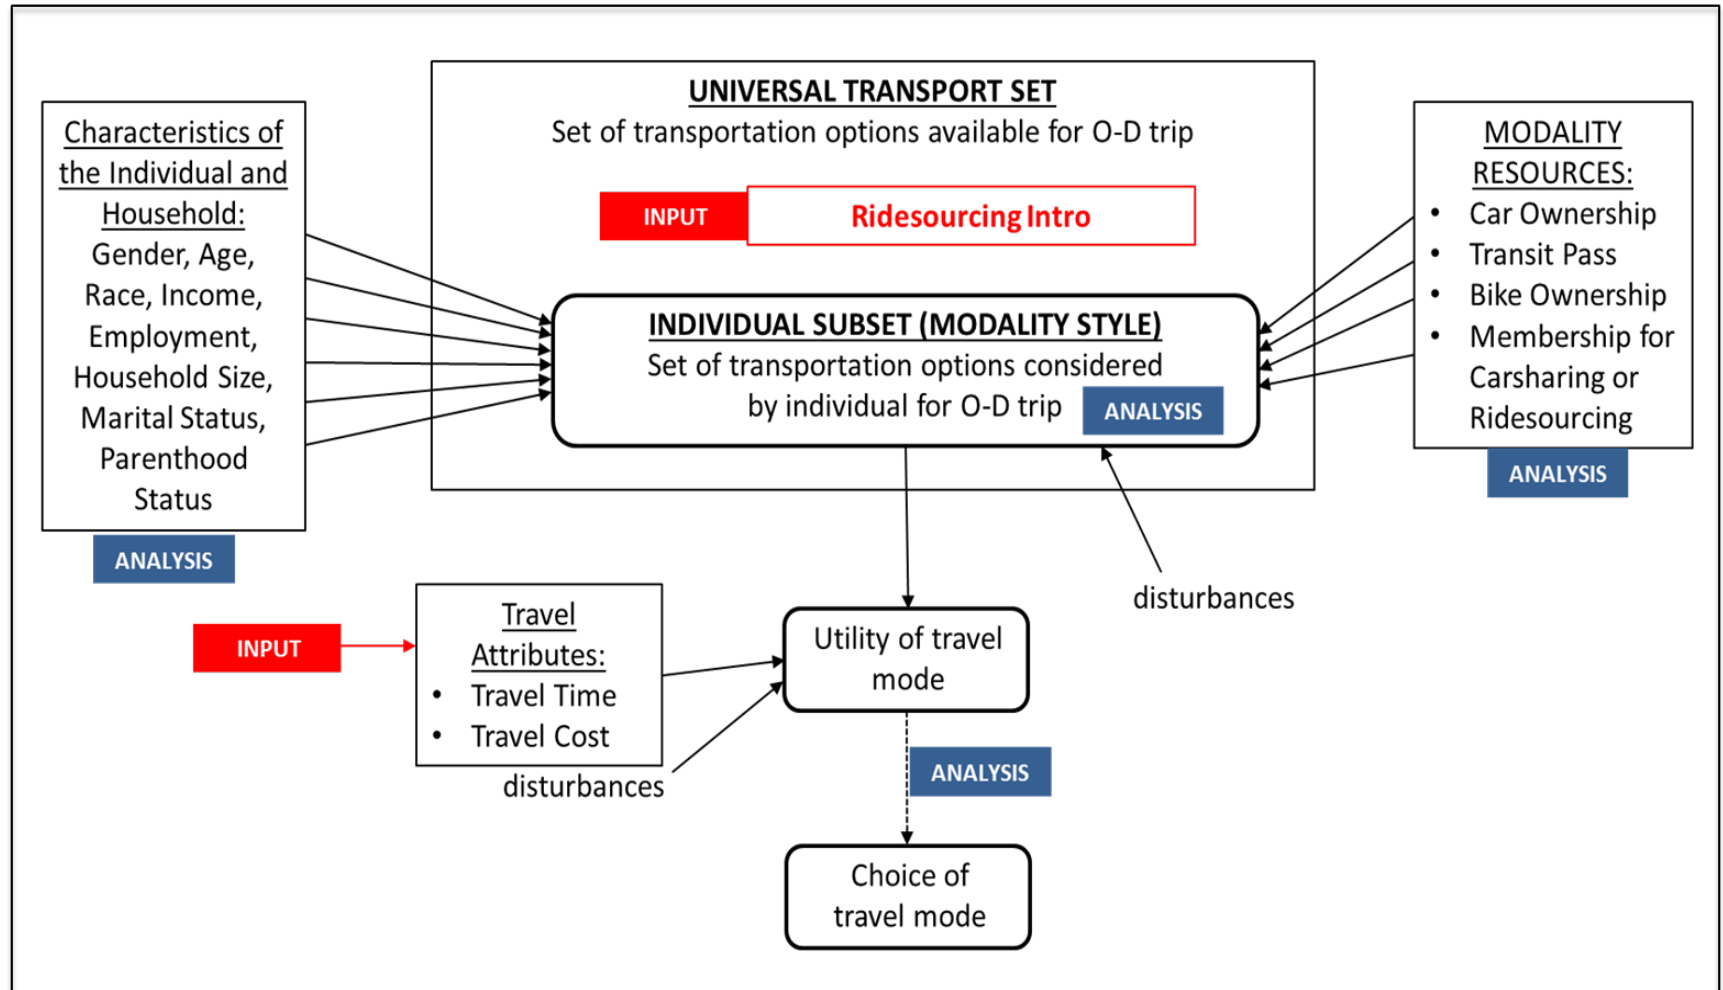 UNIVERSAL TRANSPORT SET
Set of transportation options available for O-D trip
INPUT
Ridesourcing Intro
Characteristics of
the Individual and
Household:
Gender, Age,
Race, Income,
Employment,
Household Size,
Marital Status,
Parenthood
Status
ANALYSIS
INDIVIDUAL SUBSET (MODALITY STYLE)
Set of transportation options considered
by individual for O-D trip
ANALYSIS
MODALITY
RESOURCES:
• Car Ownership
• Transit Pass
• Bike Ownership
• Membership for
Carsharing or
Ridesourcing
ANALYSIS
disturbances
INPUT
Travel
Attributes:
• Travel Time
• Travel Cost
disturbances
Utility of travel
mode
ANALYSIS
Choice of
travel mode